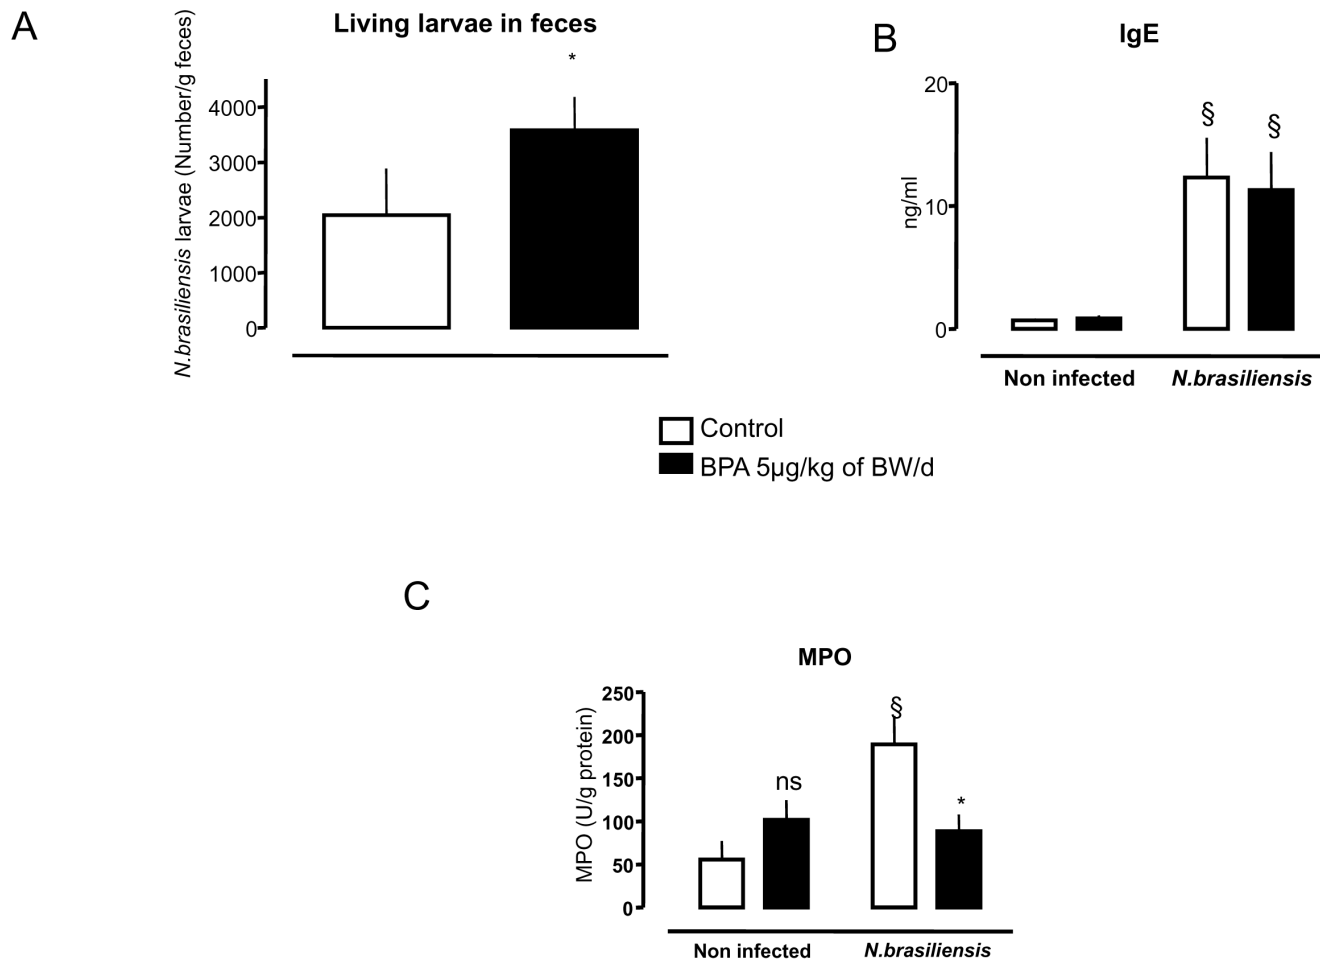 A
Living larvae in feces
*
N.brasiliensis larvae (Number/g feces)
4000
3000
2000
1000
0
B
IgE
20
§
§
ng/ml
10
0
Non infected
N.brasiliensis
Control
BPA 5µg/kg of BW/d
C
MPO
MPO (U/g protein)
250
200
150
100
50
0
ns
§
*
Non infected
N.brasiliensis